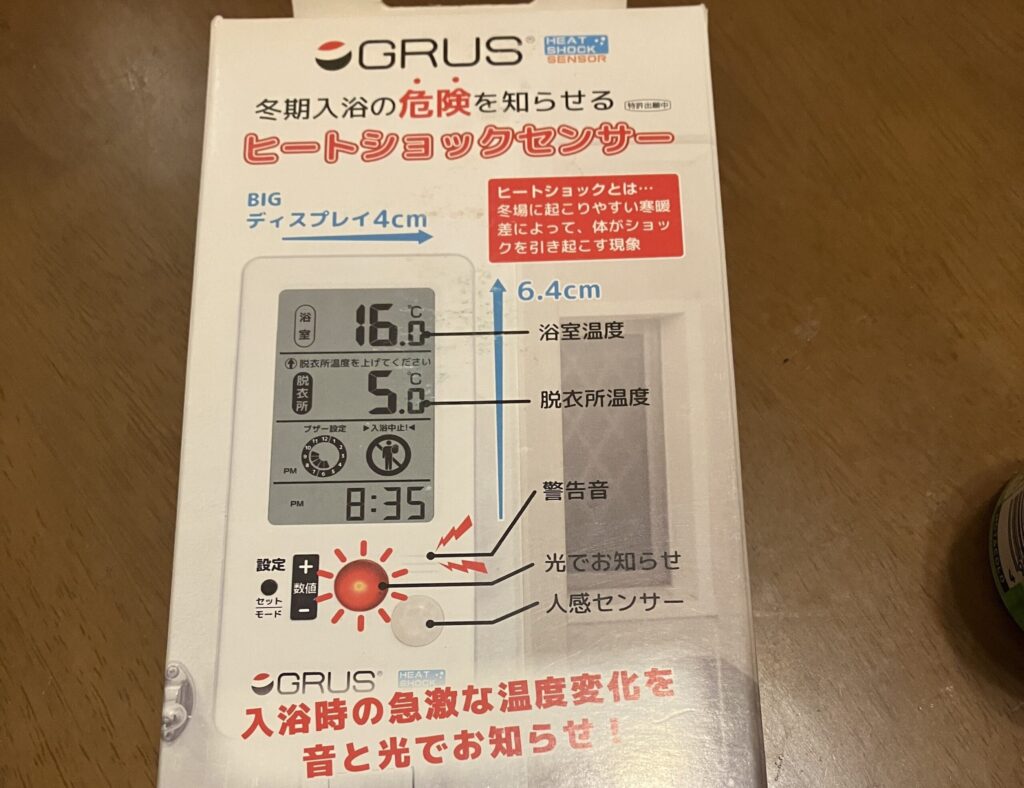 GRUS®
HEAT
SHOCK
SENSOR
冬期入浴の危険を知らせる
特許出願中
ヒートショックセンサー
BIG
ディスプレイ4cm
ヒートショックとは…
冬場に起こりやすい寒暖
差によって、体がショッ
クを引き起こす現象
6.4cm
浴室
16.0℃
浴室温度
脱衣所温度を上げてください
脱衣所
5.0℃
脱衣所温度
ブザー設定
▶入浴中止!◀
PM
PM 8:35
警告音
設定
セット
モード
+
数値
-
光でお知らせ
人感センサー
GRUS®
HEAT
SHOCK
入浴時の急激な温度変化を
音と光でお知らせ!